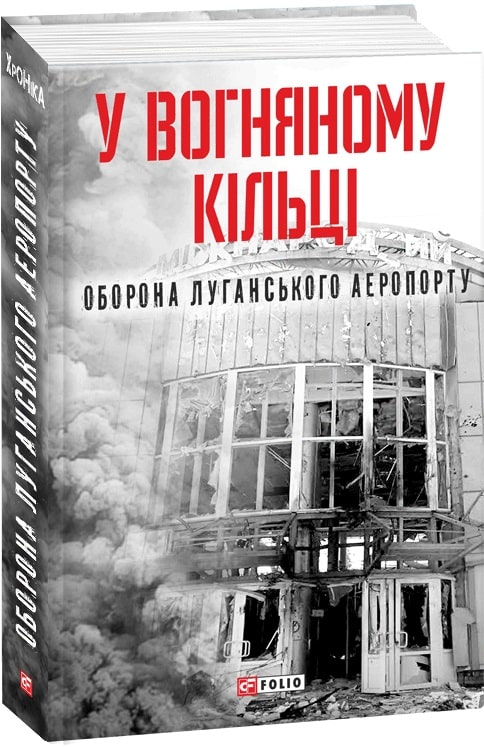 У ВОГНЯНОМУ
КІЛЬЦІ
ОБОРОНА ЛУГАНСЬКОГО АЕРОПОРТУ
FOLIO
ХРОНІКА
ОБОРОНА ЛУГАНСЬКОГО АЕРОПОРТУ